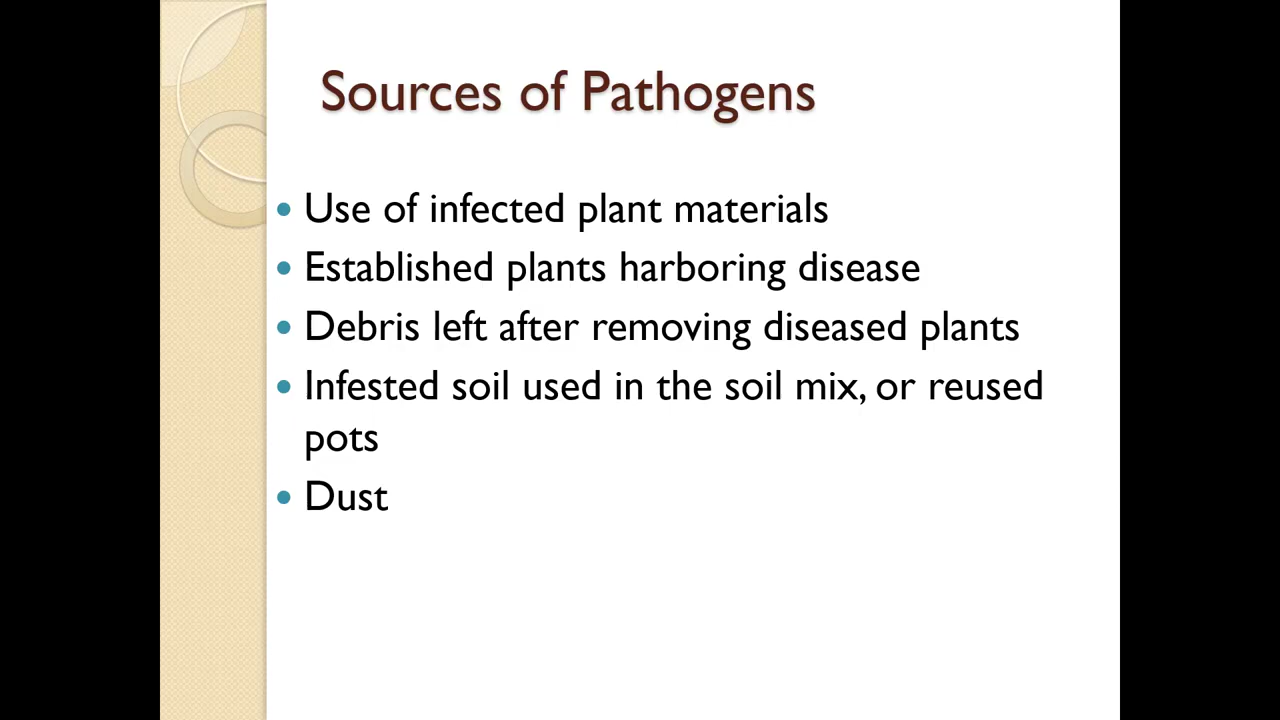 Sources of Pathogens
• Use of infected plant materials
• Established plants harboring disease
• Debris left after removing diseased plants
• Infested soil used in the soil mix, or reused
pots
• Dust